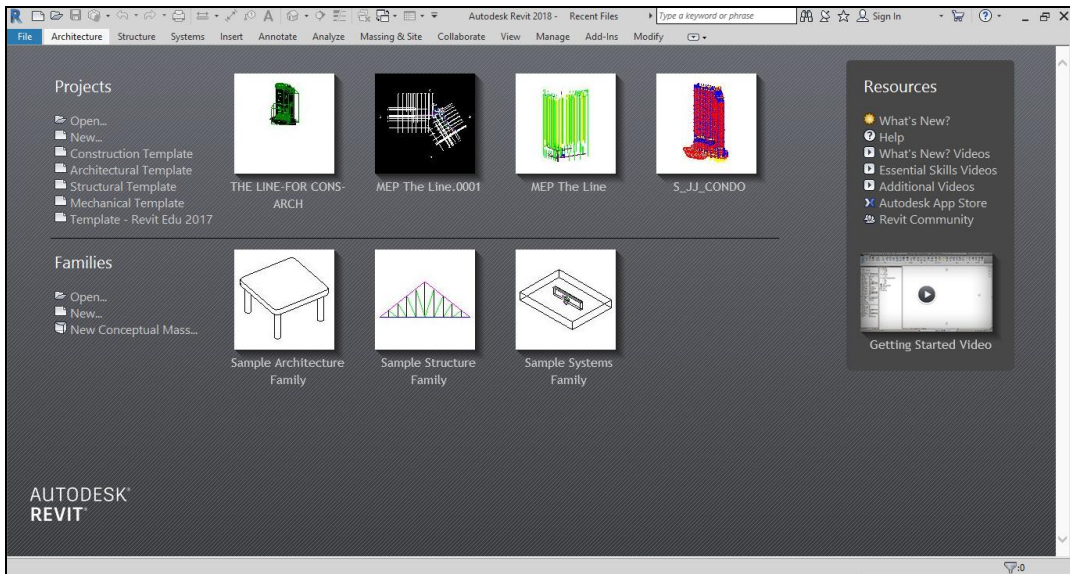 Autodesk Revit 2018 - Recent Files
Type a keyword or phrase
Sign In
File Architecture Structure Systems Insert Annotate Analyze Massing & Site Collaborate View Manage Add-Ins Modify
Projects
Open...
New...
Construction Template
Architectural Template
Structural Template
Mechanical Template
Template - Revit Edu 2017
THE LINE-FOR CONS-
ARCH
MEP The Line.0001
MEP The Line
S_JJ_CONDO
Families
Open...
New...
New Conceptual Mass...
Sample Architecture
Family
Sample Structure
Family
Sample Systems
Family
Resources
What's New?
Help
What's New? Videos
Essential Skills Videos
Additional Videos
Autodesk App Store
Revit Community
Getting Started Video
AUTODESK®
REVIT®
:0